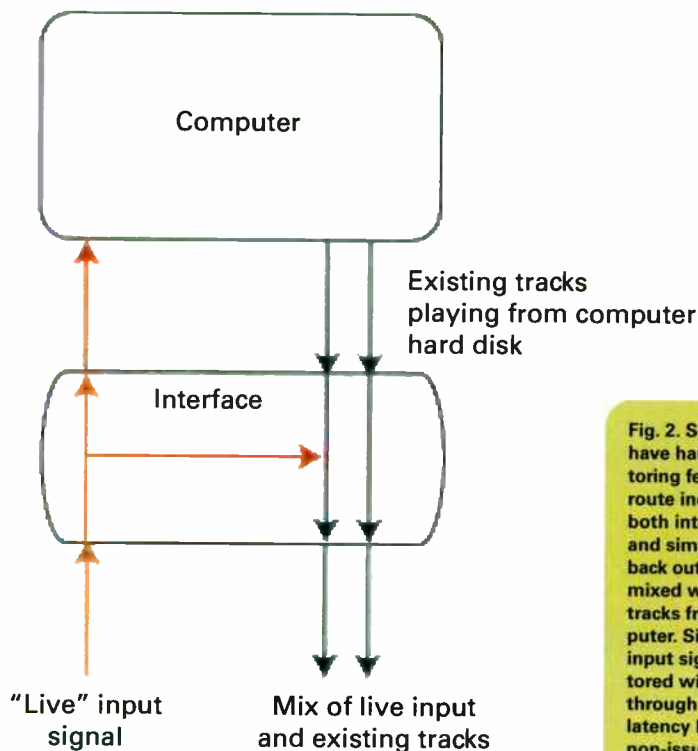 Computer
Existing tracks
playing from computer
hard disk
Interface
"Live" input
signal
Mix of live input
and existing tracks
Fig. 2. S
have ha
toring fe
route in
both int
and sim
back out
mixed w
tracks fr
puter. Si
input sig
tored wi
through
latency